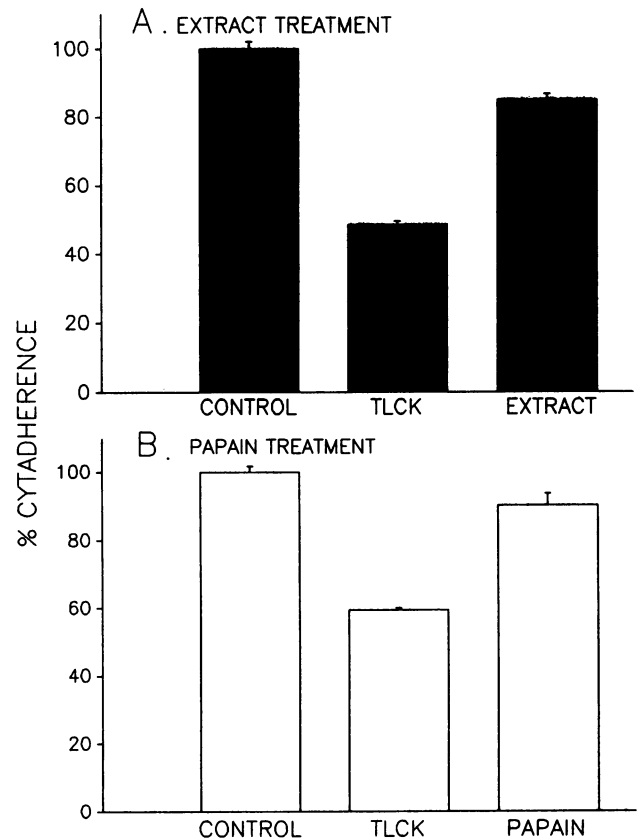 A. EXTRACT TREATMENT
100
80
60
40
20
0
CONTROL TLCK EXTRACT
% CYTADHERENCE
B. PAPAIN TREATMENT
100
80
60
40
20
0
CONTROL TLCK PAPAIN